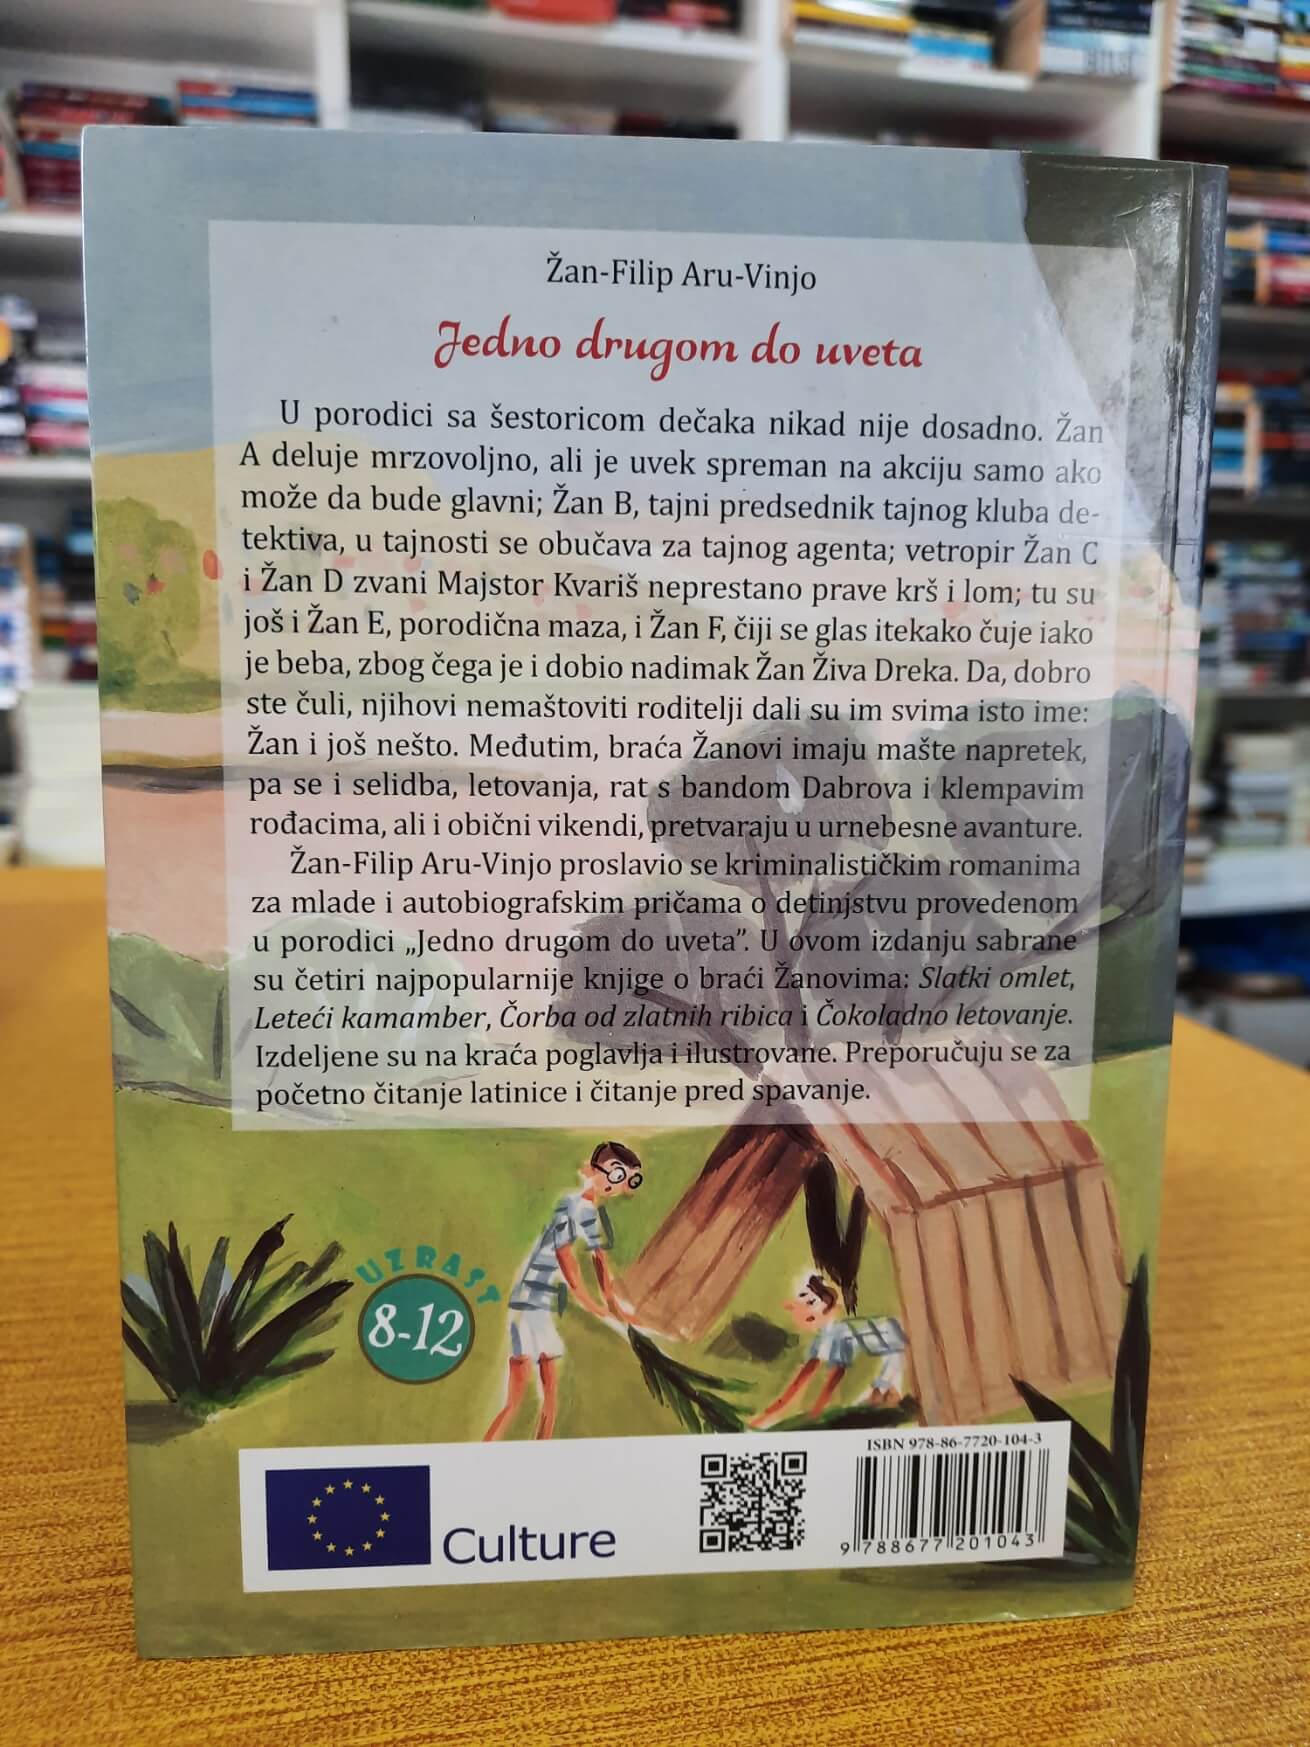 Žan-Filip Aru-Vinjo
Jedno drugom do uveta
U porodici sa šestoricom dečaka nikad nije dosadno. Žan
A deluje mrzovoljno, ali je uvek spreman na akciju samo ako
može da bude glavni; Žan B, tajni predsednik tajnog kluba de-
tektiva, u tajnosti se obučava za tajnog agenta; vetropir Žan C
i Žan D zvani Majstor Kvariš neprestano prave krš i lom; tu su
još i Žan E, porodična maza, i Žan F, čiji se glas itekako čuje iako
je beba, zbog čega je i dobio nadimak Žan Živa Dreka. Da, dobro
ste čuli, njihovi nemaštoviti roditelji dali su im svima isto ime:
Žan i još nešto. Međutim, braća Žanovi imaju mašte napretek,
pa se i selidba, letovanja, rat s bandom Dabrova i klempavim
rođacima, ali i obični vikendi, pretvaraju u urnebesne avanture.
Žan-Filip Aru-Vinjo proslavio se kriminalističkim romanima
za mlade i autobiografskim pričama o detinjstvu provedenom
u porodici „Jedno drugom do uveta”. U ovom izdanju sabrane
su četiri najpopularnije knjige o braći Žanovima: Slatki omlet,
Leteći kamamber, Čorba od zlatnih ribica i Čokoladno letovanje.
Izdeljene su na kraća poglavlja i ilustrovane. Preporučuju se za
početno čitanje latinice i čitanje pred spavanje.
UZRAST
8-12
Culture
ISBN 978-86-7720-104-3
9 788677 201043